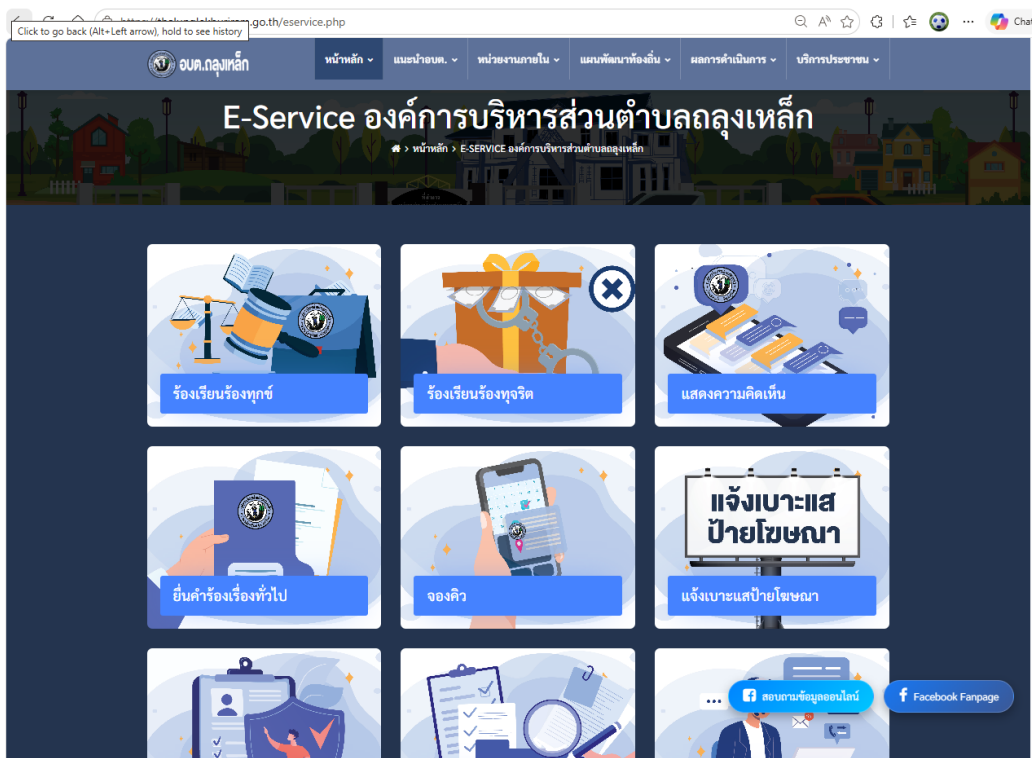 /eservice.php
Click to go back (Alt+Left arrow), hold to see history
Chat
อบต.ถลุงเหล็ก
หน้าหลัก
แนะนำอบต.
หน่วยงานภายใน
แผนพัฒนาท้องถิ่น
ผลการดำเนินการ
บริการประชาชน
E-Service องค์การบริหารส่วนตำบลถลุงเหล็ก
> หน้าหลัก > E-SERVICE องค์การบริหารส่วนตำบลถลุงเหล็ก
ร้องเรียนร้องทุกข์
ร้องเรียนร้องทุจริต
แสดงความคิดเห็น
แจ้งเบาะแส
ป้ายโฆษณา
ยื่นคำร้องเรื่องทั่วไป
จองคิว
แจ้งเบาะแสป้ายโฆษณา
... สอบถามข้อมูลออนไลน์
Facebook Fanpage